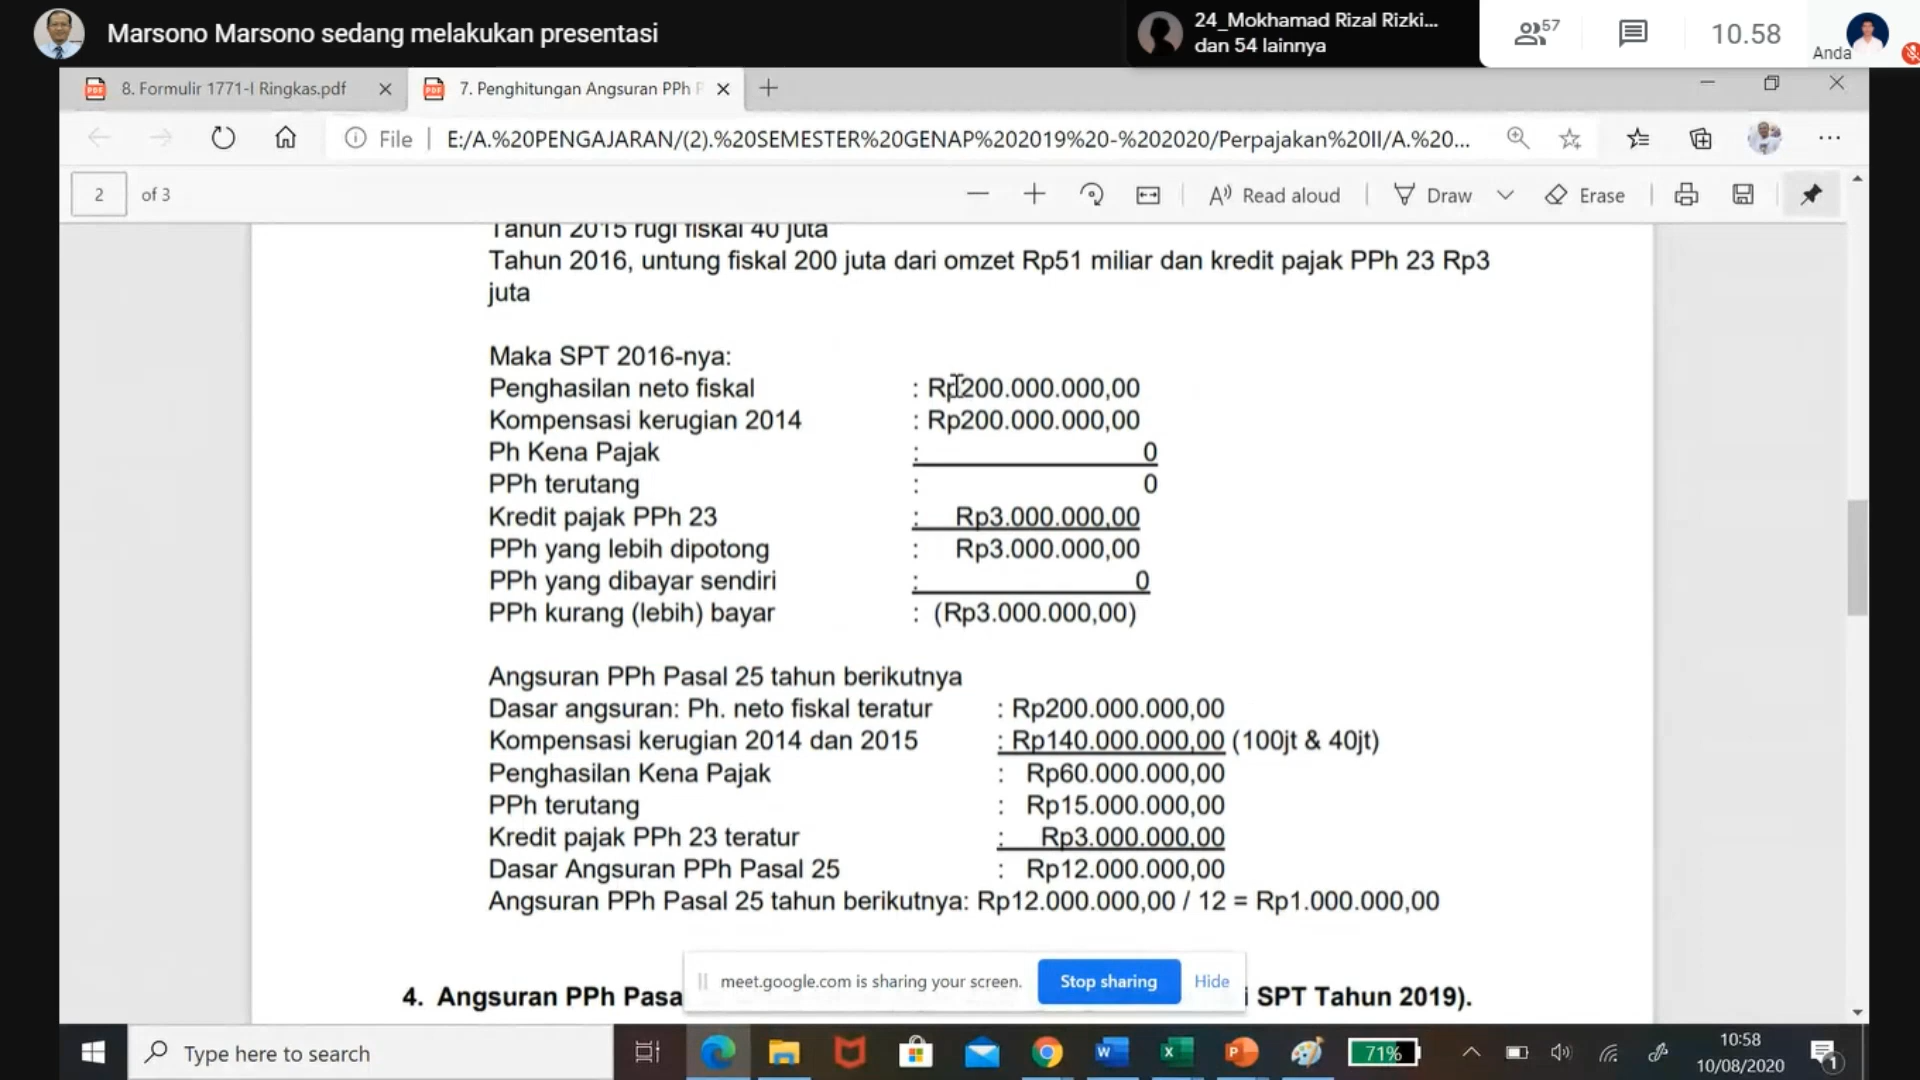 Marsono Marsono sedang melakukan presentasi
24_Mokhamad Rizal Rizki...
dan 54 lainnya
57
10.58
Anda
8. Formulir 1771-I Ringkas.pdf
7. Penghitungan Angsuran PPh P
File
E:/A.%20PENGAJARAN/(2).%20SEMESTER%20GENAP%202019%20-%202020/Perpajakan%20II/A.%20...
2 of 3
Read aloud
Draw
Erase
Tahun 2015 rugi fiskal 40 juta
Tahun 2016, untung fiskal 200 juta dari omzet Rp51 miliar dan kredit pajak PPh 23 Rp3
juta
Maka SPT 2016-nya:
Penghasilan neto fiskal : Rp200.000.000,00
Kompensasi kerugian 2014 : Rp200.000.000,00
Ph Kena Pajak : 0
PPh terutang : 0
Kredit pajak PPh 23 : Rp3.000.000,00
PPh yang lebih dipotong : Rp3.000.000,00
PPh yang dibayar sendiri : 0
PPh kurang (lebih) bayar : (Rp3.000.000,00)
Angsuran PPh Pasal 25 tahun berikutnya
Dasar angsuran: Ph. neto fiskal teratur : Rp200.000.000,00
Kompensasi kerugian 2014 dan 2015 : Rp140.000.000,00 (100jt & 40jt)
Penghasilan Kena Pajak : Rp60.000.000,00
PPh terutang : Rp15.000.000,00
Kredit pajak PPh 23 teratur : Rp3.000.000,00
Dasar Angsuran PPh Pasal 25 : Rp12.000.000,00
Angsuran PPh Pasal 25 tahun berikutnya: Rp12.000.000,00 / 12 = Rp1.000.000,00
4. Angsuran PPh Pasa
SPT Tahun 2019).
meet.google.com is sharing your screen.
Stop sharing
Hide
Type here to search
71%
10:58
10/08/2020
1